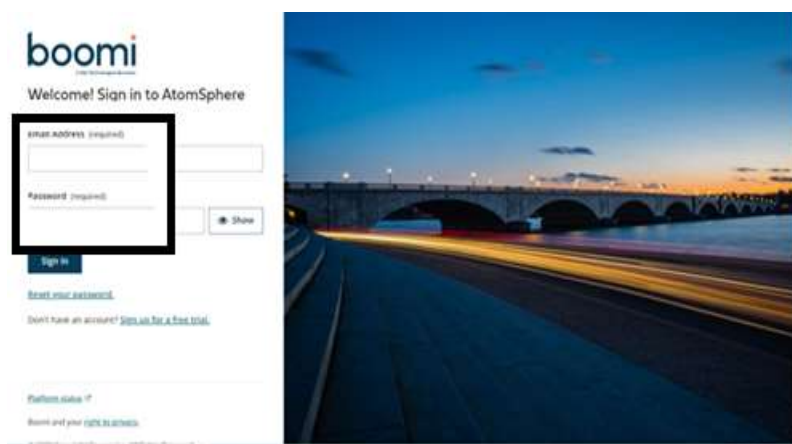 boomi
Welcome! Sign in to AtomSphere
Email Address (required)
Password (required)
Show
Sign In
Reset your password.
Don't have an account? Sign up for a free trial.
Platform status
Boomi and your right to privacy.